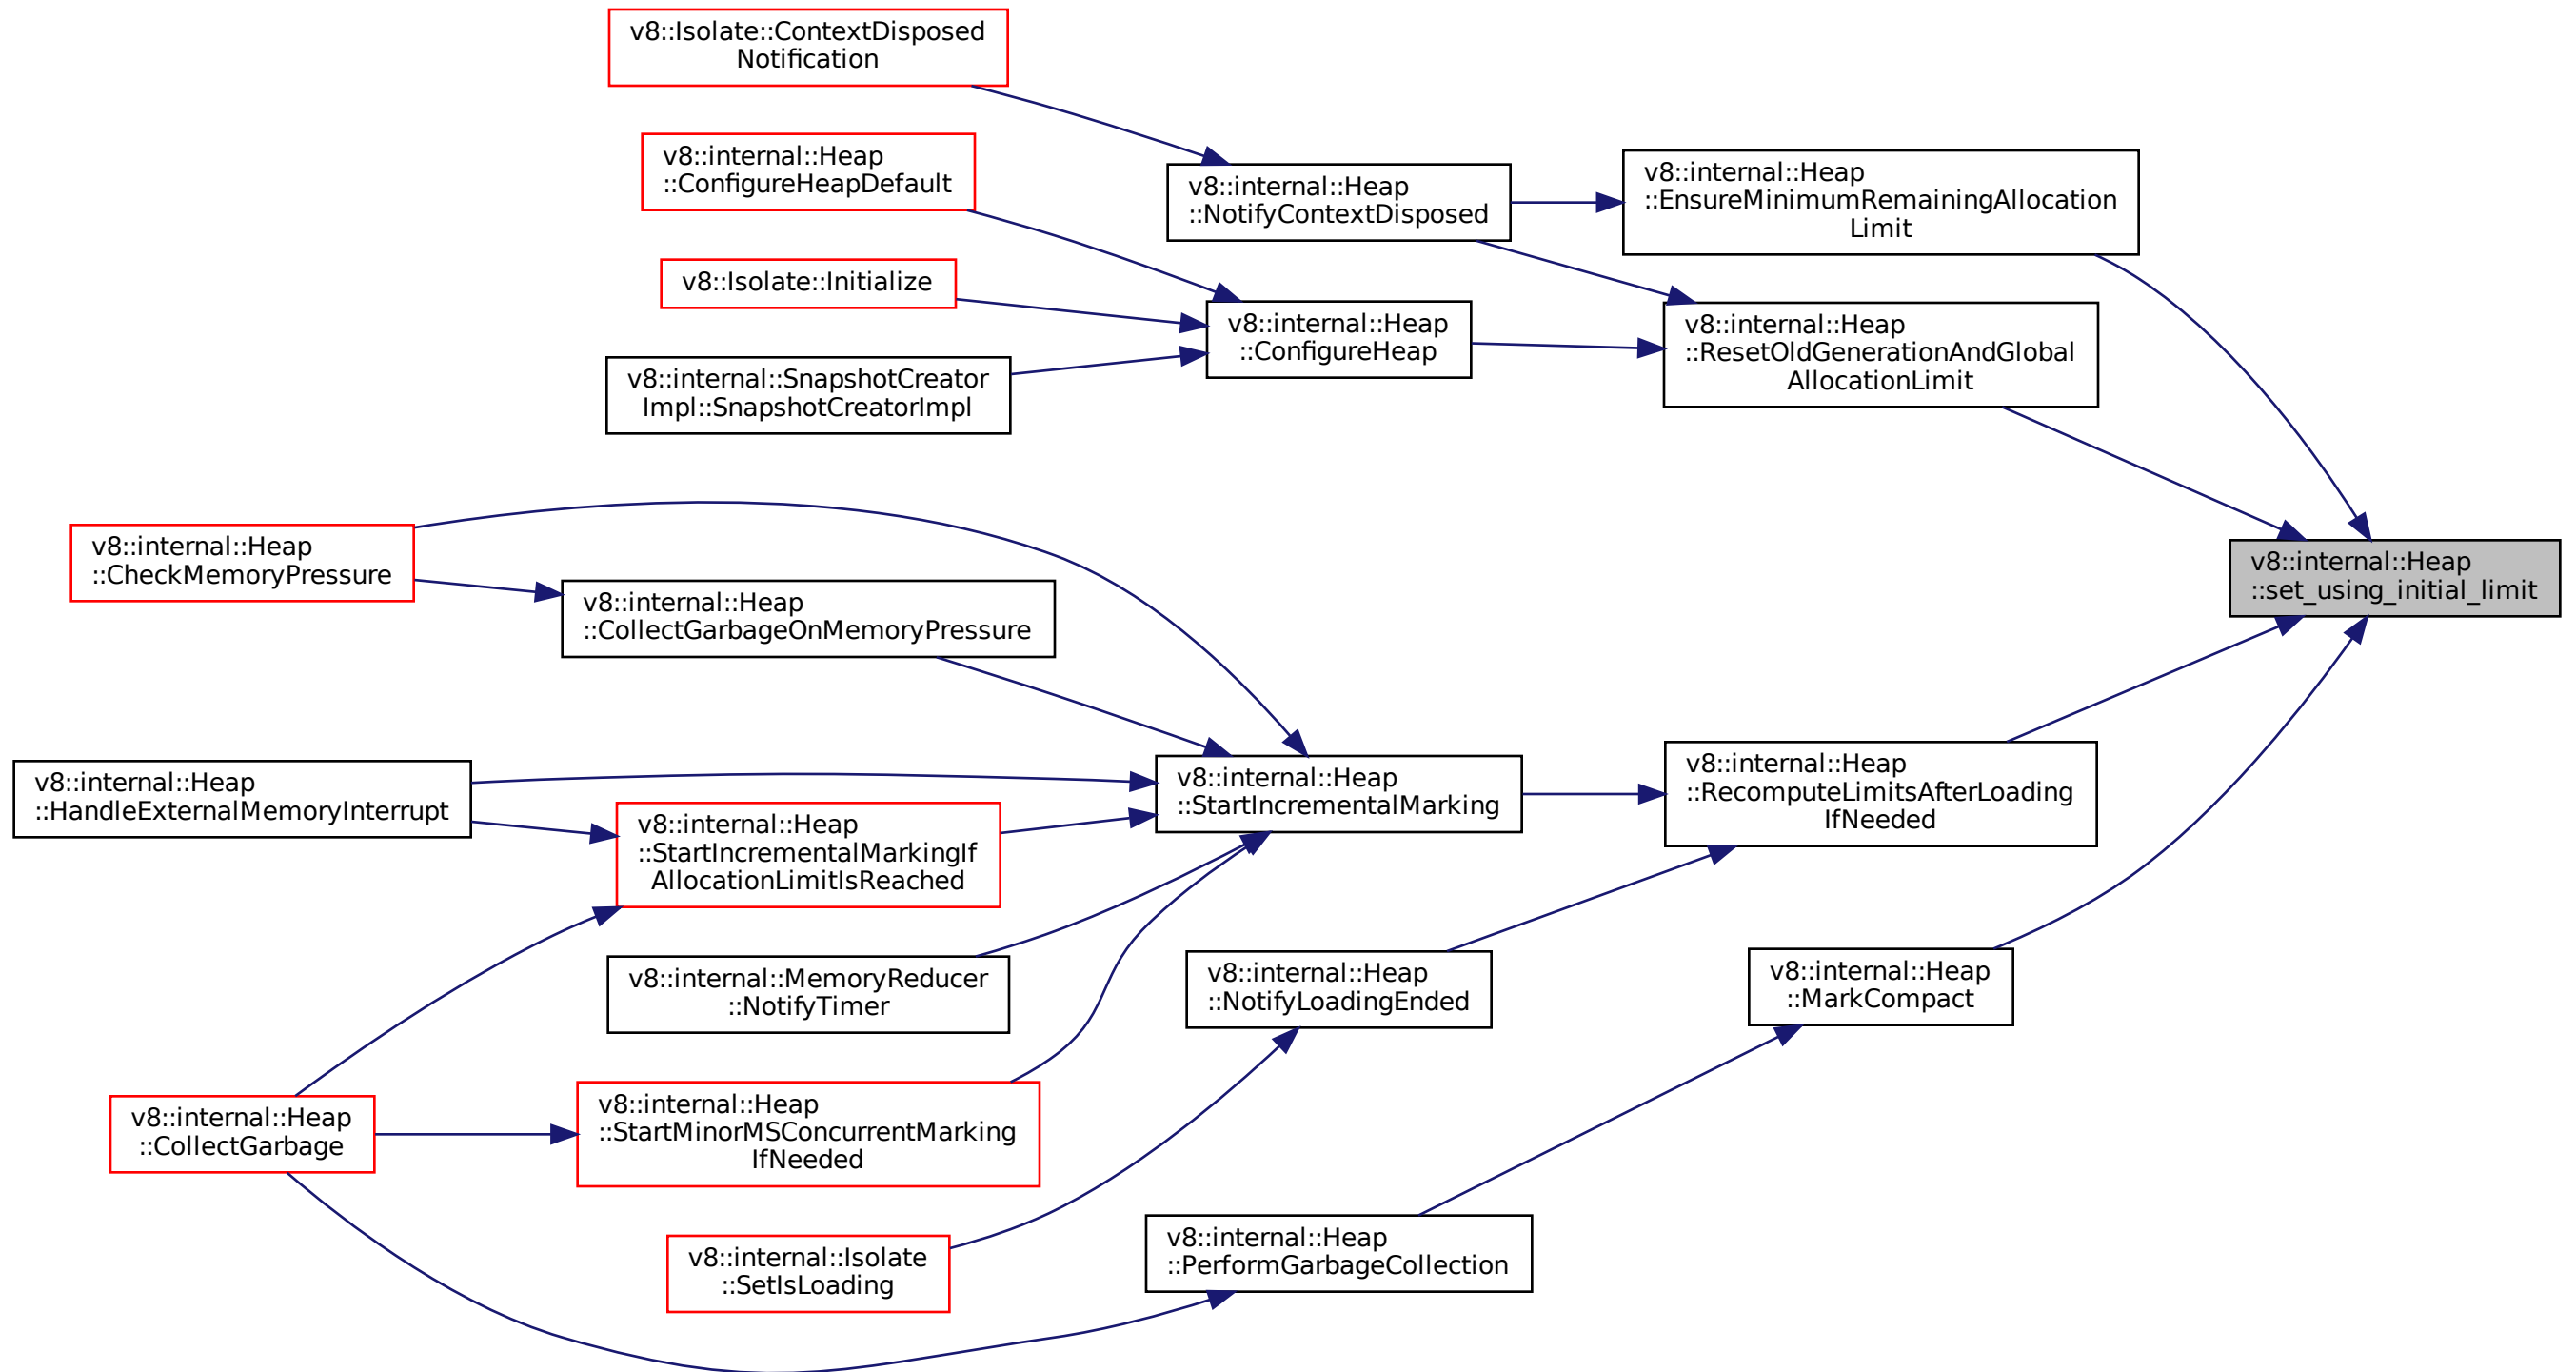 v8::Isolate::ContextDisposed
Notification
v8::internal::Heap
::ConfigureHeapDefault
v8::Isolate::Initialize
v8::internal::SnapshotCreator
Impl::SnapshotCreatorImpl
v8::internal::Heap
::NotifyContextDisposed
v8::internal::Heap
::ConfigureHeap
v8::internal::Heap
::EnsureMinimumRemainingAllocation
Limit
v8::internal::Heap
::ResetOldGenerationAndGlobal
AllocationLimit
v8::internal::Heap
::set_using_initial_limit
v8::internal::Heap
::CheckMemoryPressure
v8::internal::Heap
::CollectGarbageOnMemoryPressure
v8::internal::Heap
::HandleExternalMemoryInterrupt
v8::internal::Heap
::StartIncrementalMarkingIf
AllocationLimitIsReached
v8::internal::Heap
::StartIncrementalMarking
v8::internal::Heap
::RecomputeLimitsAfterLoading
IfNeeded
v8::internal::MemoryReducer
::NotifyTimer
v8::internal::Heap
::NotifyLoadingEnded
v8::internal::Heap
::MarkCompact
v8::internal::Heap
::CollectGarbage
v8::internal::Heap
::StartMinorMSConcurrentMarking
IfNeeded
v8::internal::Isolate
::SetIsLoading
v8::internal::Heap
::PerformGarbageCollection